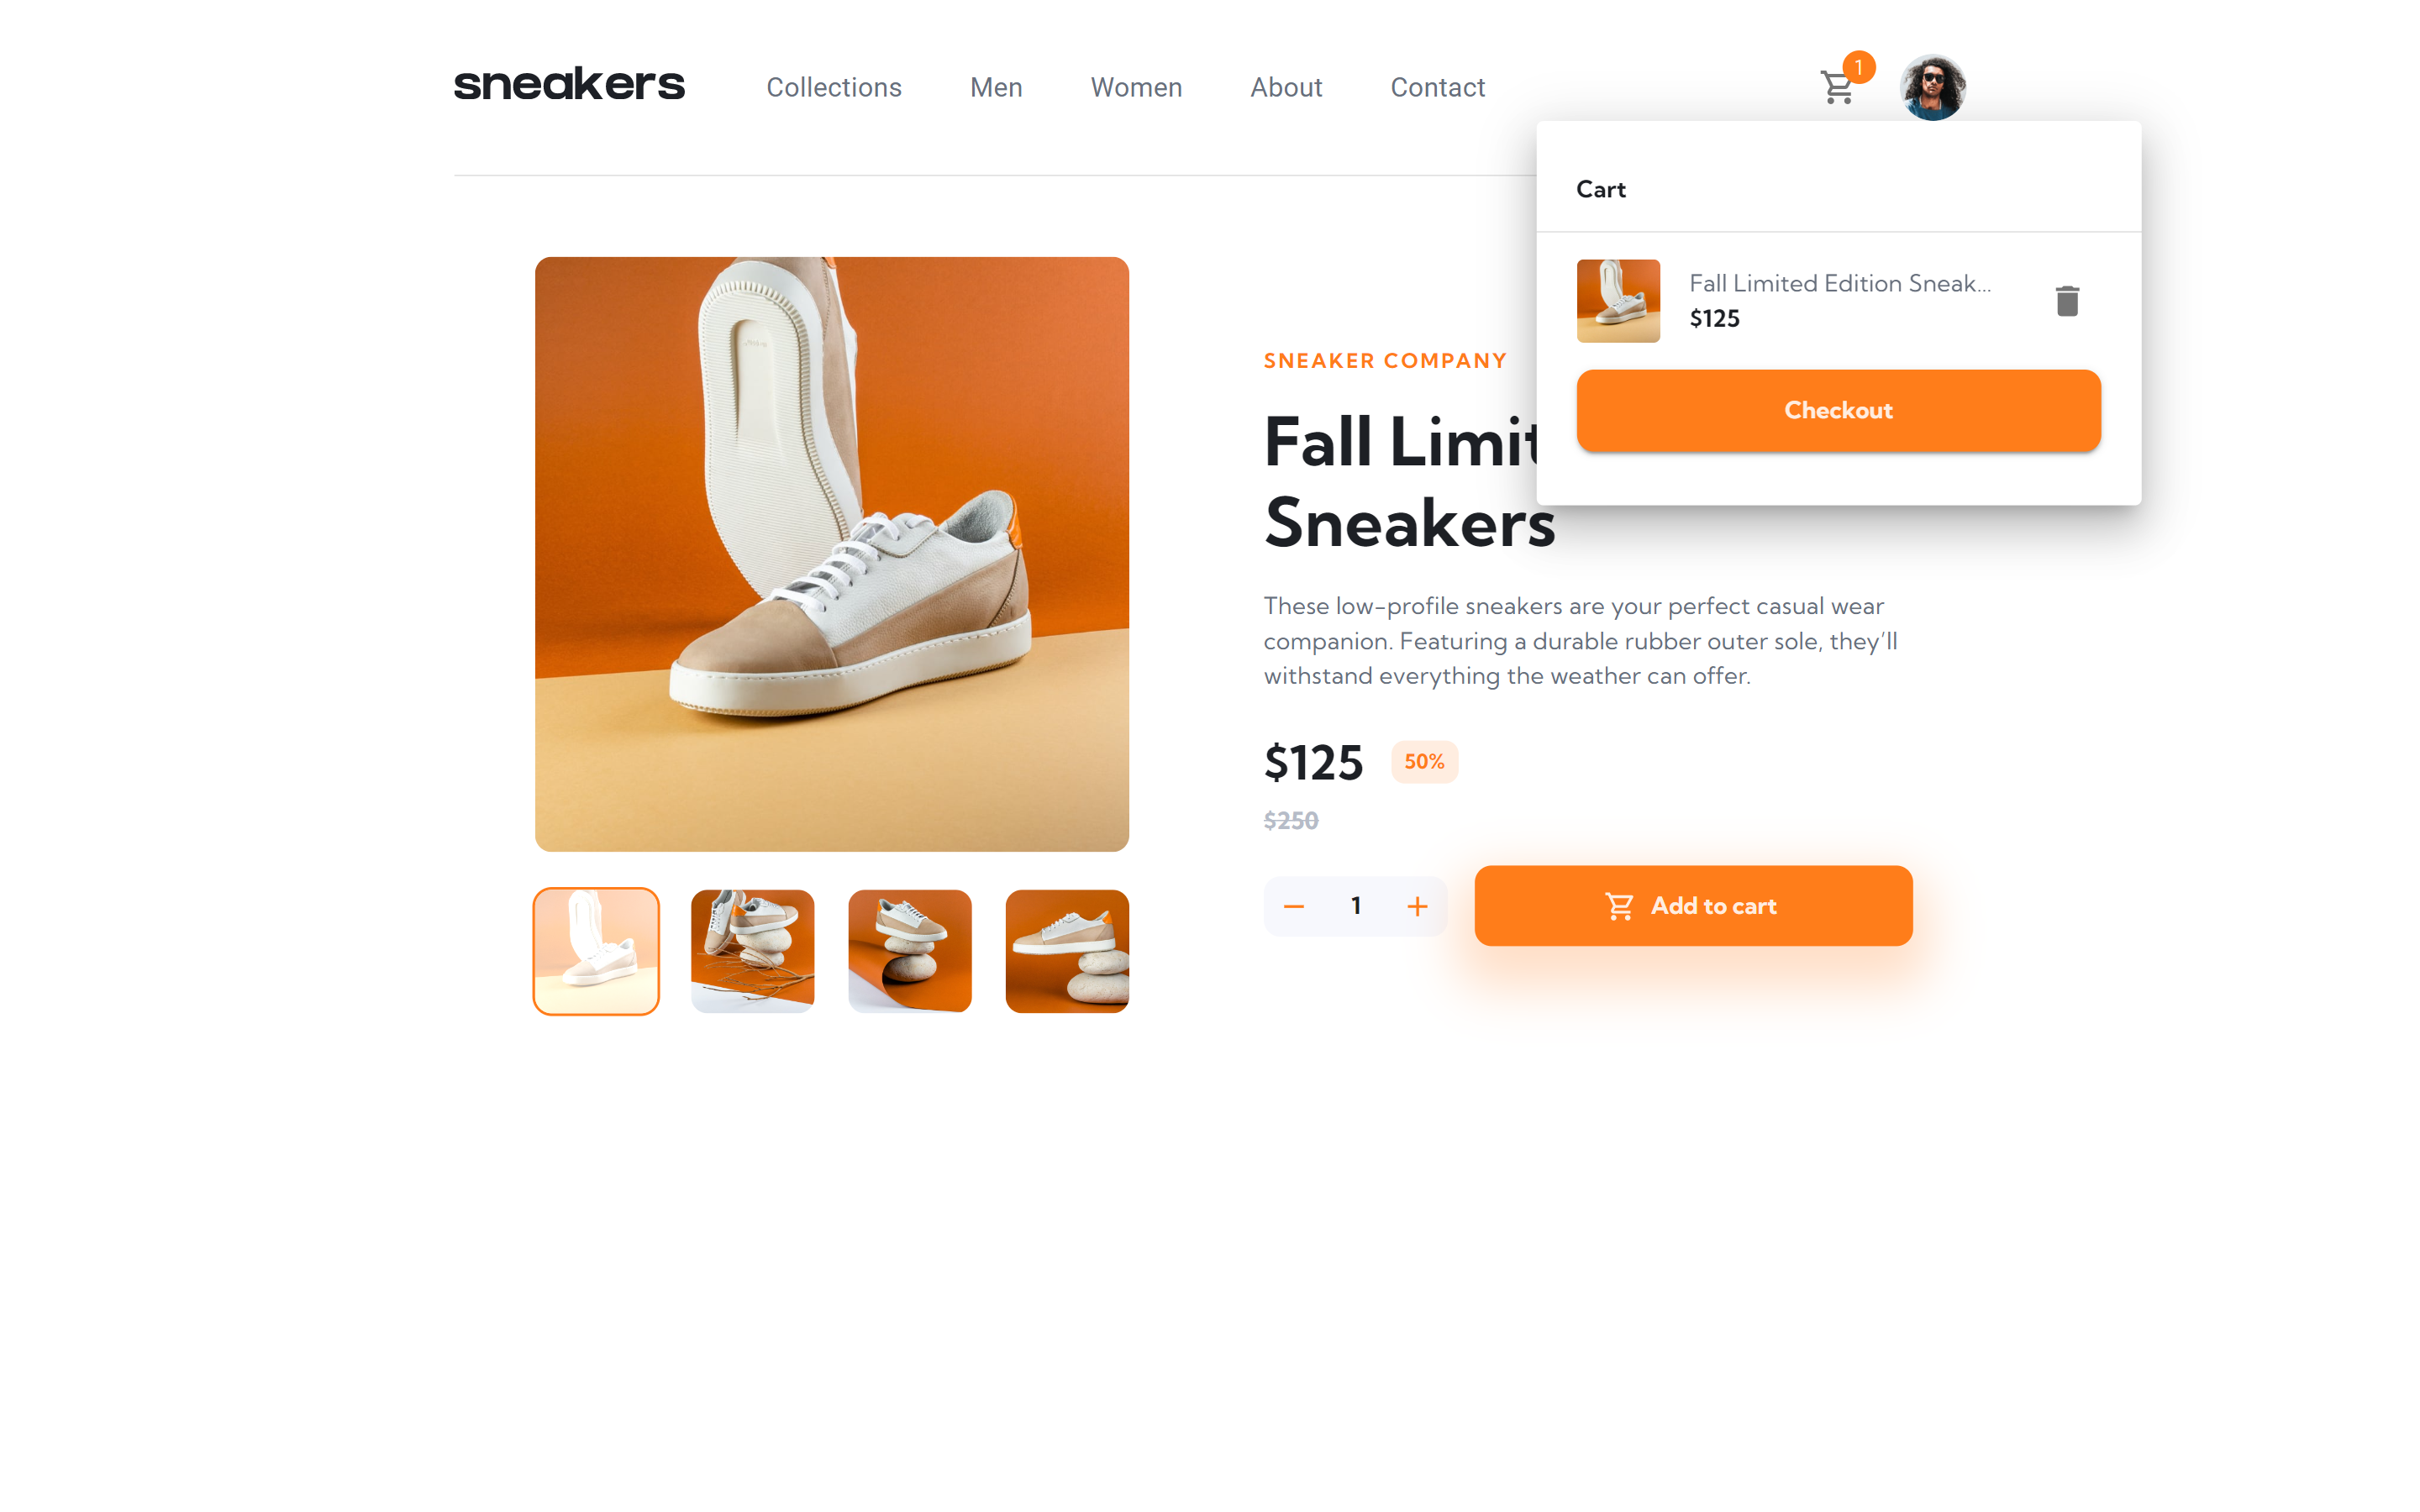 sneakers
Collections
Men
Women
About
Contact
1
Cart
Fall Limited Edition Sneak...
$125
Checkout
SNEAKER COMPANY
Fall Limit
Sneakers
These low-profile sneakers are your perfect casual wear
companion. Featuring a durable rubber outer sole, they’ll
withstand everything the weather can offer.
$125
50%
$250
1
Add to cart